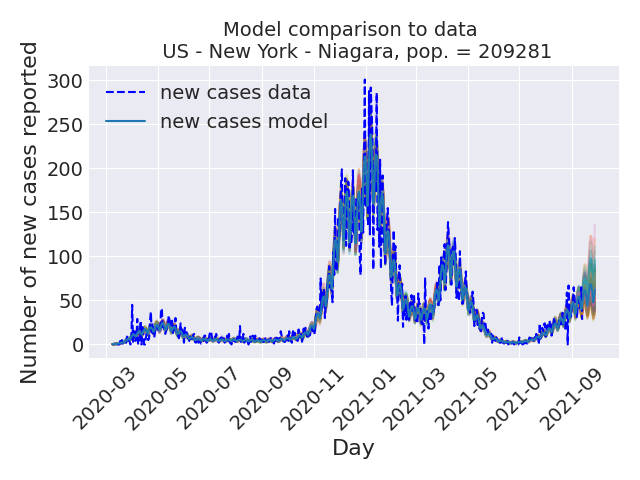 Model comparison to data
US - New York - Niagara, pop. = 209281
Number of new cases reported
300
250
200
150
100
50
0
new cases data
new cases model
2020-03
2020-05
2020-07
2020-09
2020-11
2021-01
2021-03
2021-05
2021-07
2021-09
Day